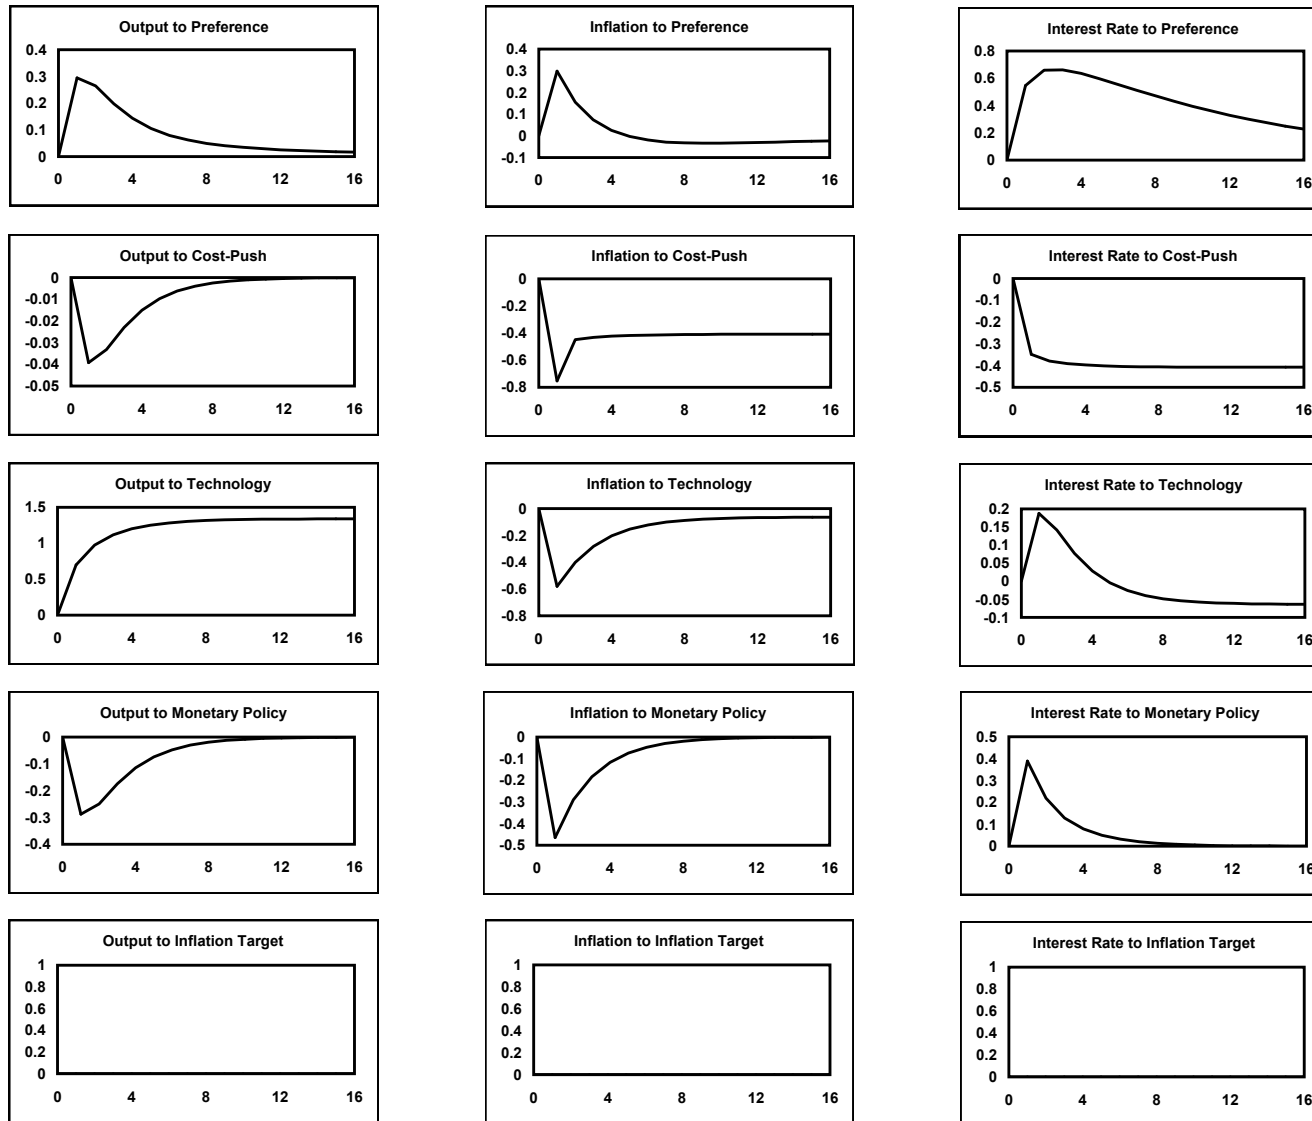 Output to Preference
0.4
0.3
0.2
0.1
0
0 4 8 12 16
Inflation to Preference
0.4
0.3
0.2
0.1
0
-0.1
0 4 8 12 16
Interest Rate to Preference
0.8
0.6
0.4
0.2
0
0 4 8 12 16
Output to Cost-Push
0
-0.01
-0.02
-0.03
-0.04
-0.05
0 4 8 12 16
Inflation to Cost-Push
0
-0.2
-0.4
-0.6
-0.8
0 4 8 12 16
Interest Rate to Cost-Push
0
-0.1
-0.2
-0.3
-0.4
-0.5
0 4 8 12 16
Output to Technology
1.5
1
0.5
0
0 4 8 12 16
Inflation to Technology
0
-0.2
-0.4
-0.6
-0.8
0 4 8 12 16
Interest Rate to Technology
0.2
0.15
0.1
0.05
0
-0.05
-0.1
0 4 8 12 16
Output to Monetary Policy
0
-0.1
-0.2
-0.3
-0.4
0 4 8 12 16
Inflation to Monetary Policy
0
-0.1
-0.2
-0.3
-0.4
-0.5
0 4 8 12 16
Interest Rate to Monetary Policy
0.5
0.4
0.3
0.2
0.1
0
0 4 8 12 16
Output to Inflation Target
1
0.8
0.6
0.4
0.2
0
0 4 8 12 16
Inflation to Inflation Target
1
0.8
0.6
0.4
0.2
0
0 4 8 12 16
Interest Rate to Inflation Target
1
0.8
0.6
0.4
0.2
0
0 4 8 12 16